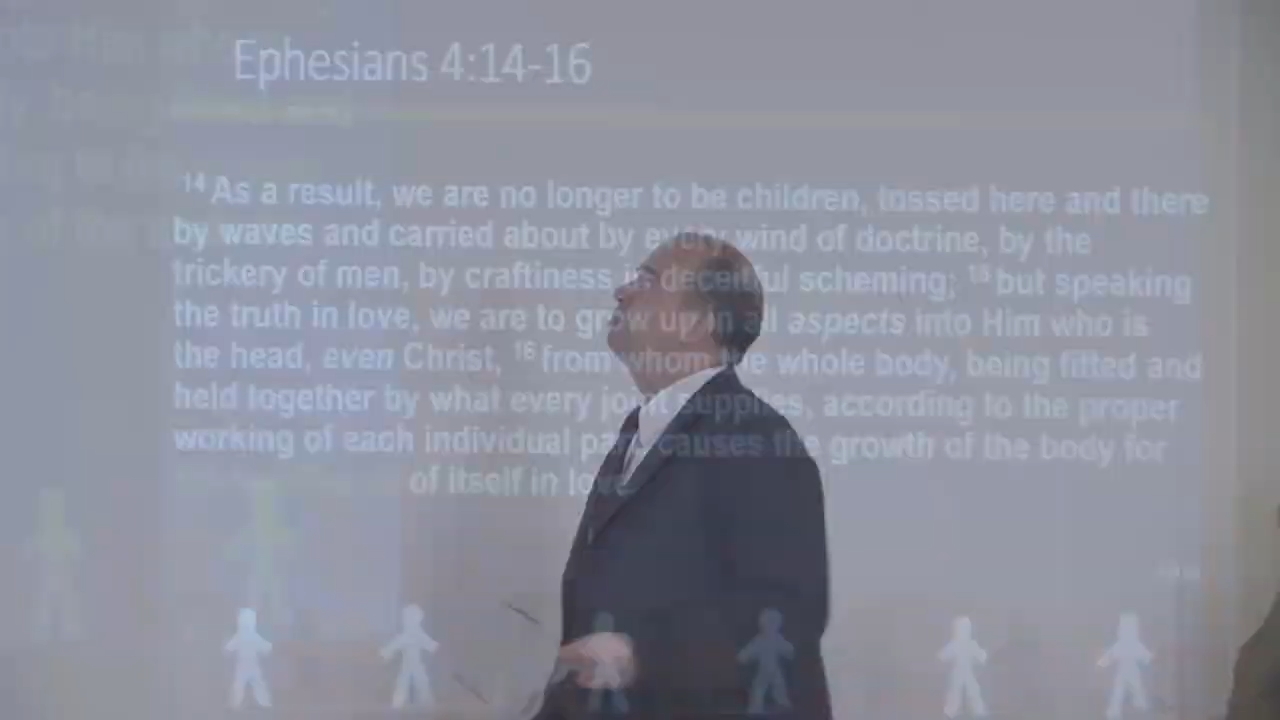 Ephesians 4:14-16
14 As a result, we are no longer to be children, tossed here and there
by waves and carried about by every wind of doctrine, by the
trickery of men, by craftiness in deceitful scheming; 15 but speaking
the truth in love, we are to grow up in all aspects into Him who is
the head, even Christ, 16 from whom the whole body, being fitted and
held together by what every joint supplies, according to the proper
working of each individual part, causes the growth of the body for
of itself in love